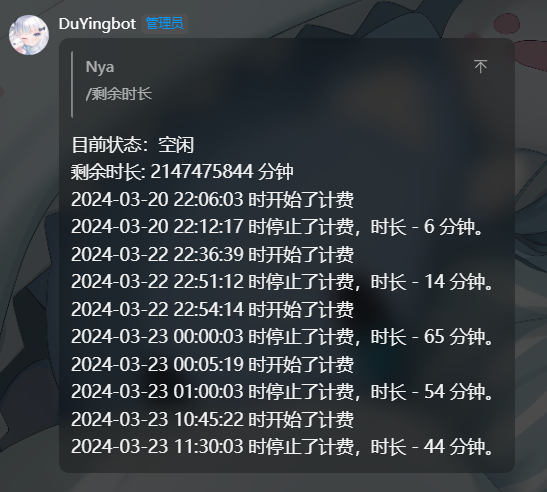 DuYingbot 管理员
Nya
/剩余时长
目前状态：空闲
剩余时长: 2147475844 分钟
2024-03-20 22:06:03 时开始了计费
2024-03-20 22:12:17 时停止了计费，时长 - 6 分钟。
2024-03-22 22:36:39 时开始了计费
2024-03-22 22:51:12 时停止了计费，时长 - 14 分钟。
2024-03-22 22:54:14 时开始了计费
2024-03-23 00:00:03 时停止了计费，时长 - 65 分钟。
2024-03-23 00:05:19 时开始了计费
2024-03-23 01:00:03 时停止了计费，时长 - 54 分钟。
2024-03-23 10:45:22 时开始了计费
2024-03-23 11:30:03 时停止了计费，时长 - 44 分钟。